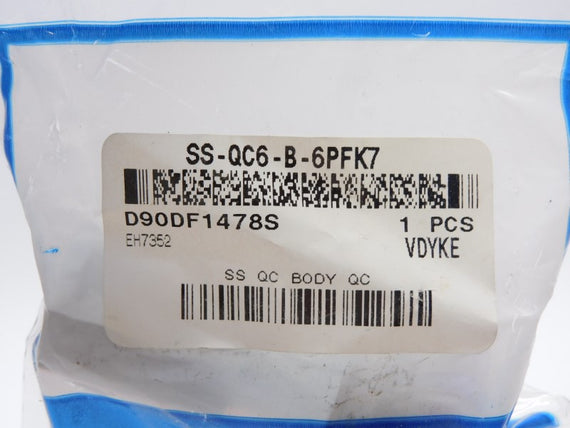 SS-QC6-B-6PFK7
D90DF1478S 1 PCS
EH7352 VDYKE
SS QC BODY QC